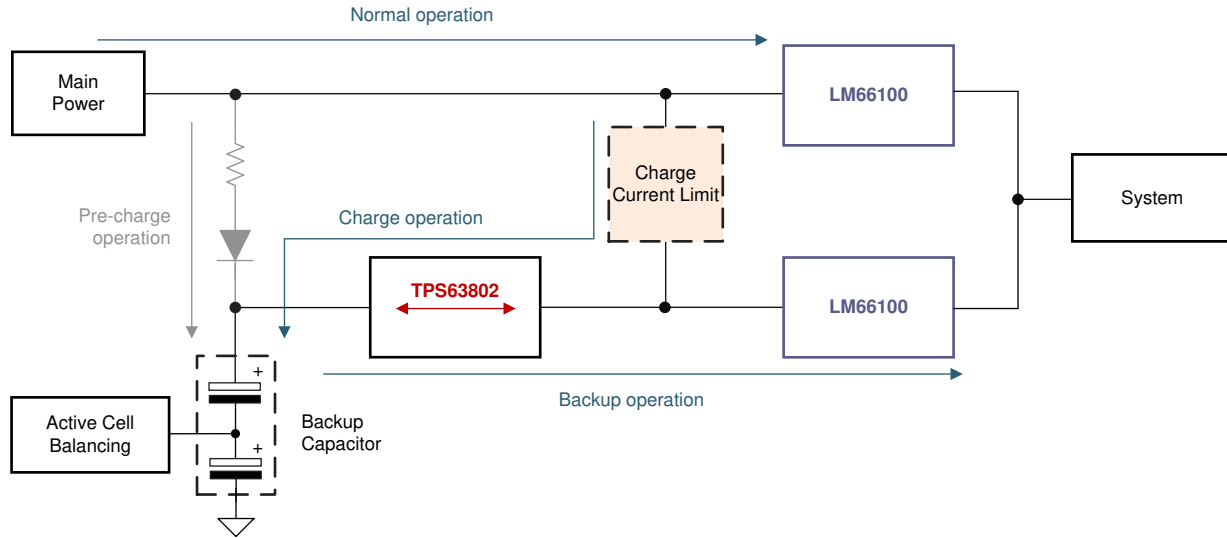 Normal operation
Main
Power
LM66100
Charge
Current Limit
System
Pre-charge
operation
Charge operation
TPS63802
LM66100
+
Backup operation
Active Cell
Balancing
Backup
Capacitor
+